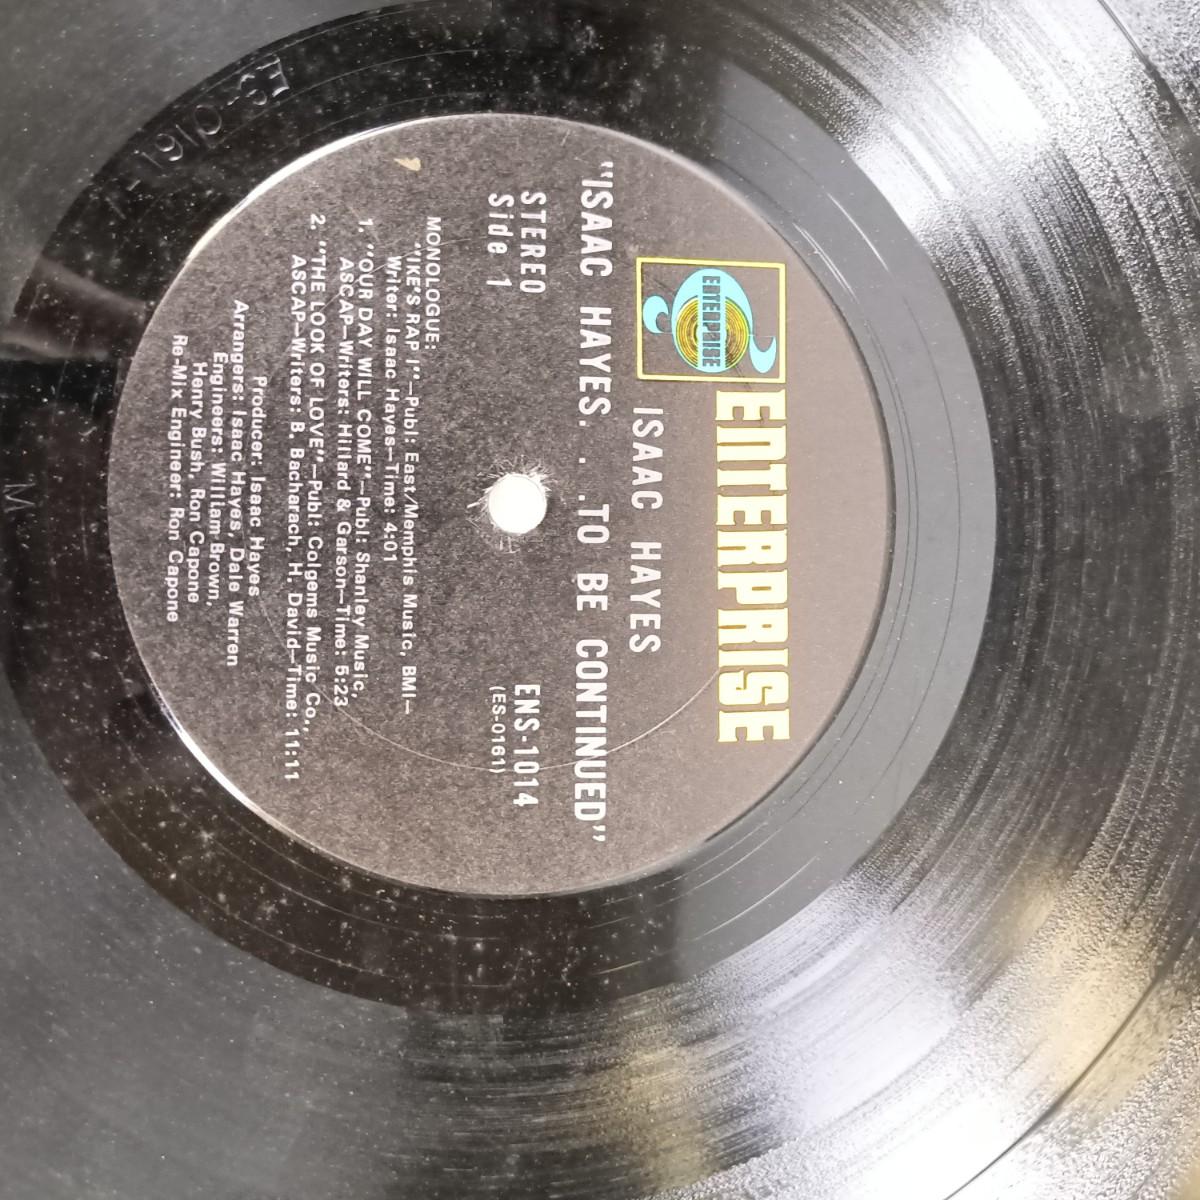 ENTERPRISE
ENTERPRISE
ISAAC HAYES
"ISAAC HAYES. . .TO BE CONTINUED"
STEREO ENS-1014
Side 1 (ES-0161)
MONOLOGUE:
"IKE'S RAP I"—Publ: East/Memphis Music, BMI—
Writer: Isaac Hayes—Time: 4:01
1. "OUR DAY WILL COME"—Publ: Shanley Music,
ASCAP—Writers: Hillard & Garson—Time: 5:23
2. "THE LOOK OF LOVE"—Publ: Colgems Music Co.,
ASCAP—Writers: B. Bacharach, H. David—Time: 11:11
Producer: Isaac Hayes
Arrangers: Isaac Hayes, Dale Warren
Engineers: William Brown,
Henry Bush, Ron Capone
Re-Mix Engineer: Ron Capone
ES-0161-
M